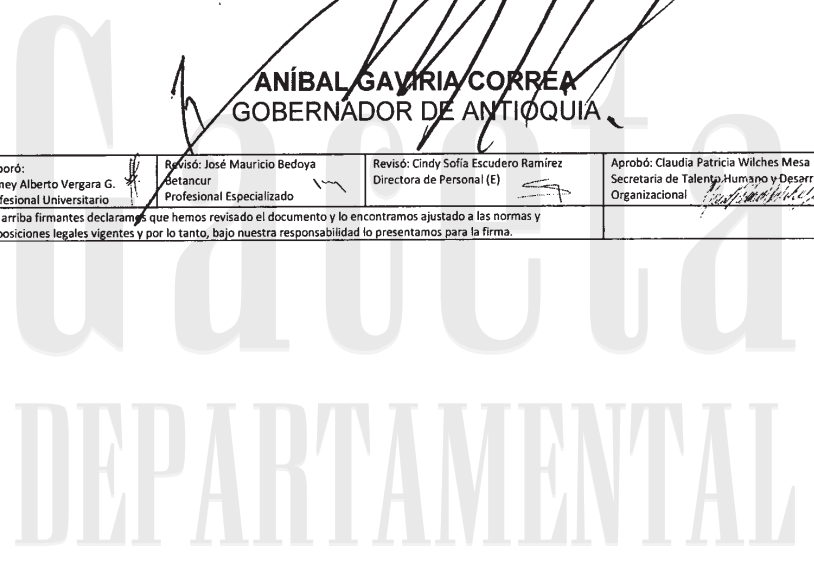 ANÍBAL GAVIRIA CORREA
GOBERNADOR DE ANTIOQUIA
boró:
ney Alberto Vergara G.
fesional Universitario
Revisó: José Mauricio Bedoya
Betancur
Profesional Especializado
Revisó: Cindy Sofía Escudero Ramírez
Directora de Personal (E)
Aprobó: Claudia Patricia Wilches Mesa
Secretaria de Talento Humano y Desarr
Organizacional
arriba firmantes declaramos que hemos revisado el documento y lo encontramos ajustado a las normas y
posiciones legales vigentes y por lo tanto, bajo nuestra responsabilidad lo presentamos para la firma.
Gaceta
DEPARTAMENTAL